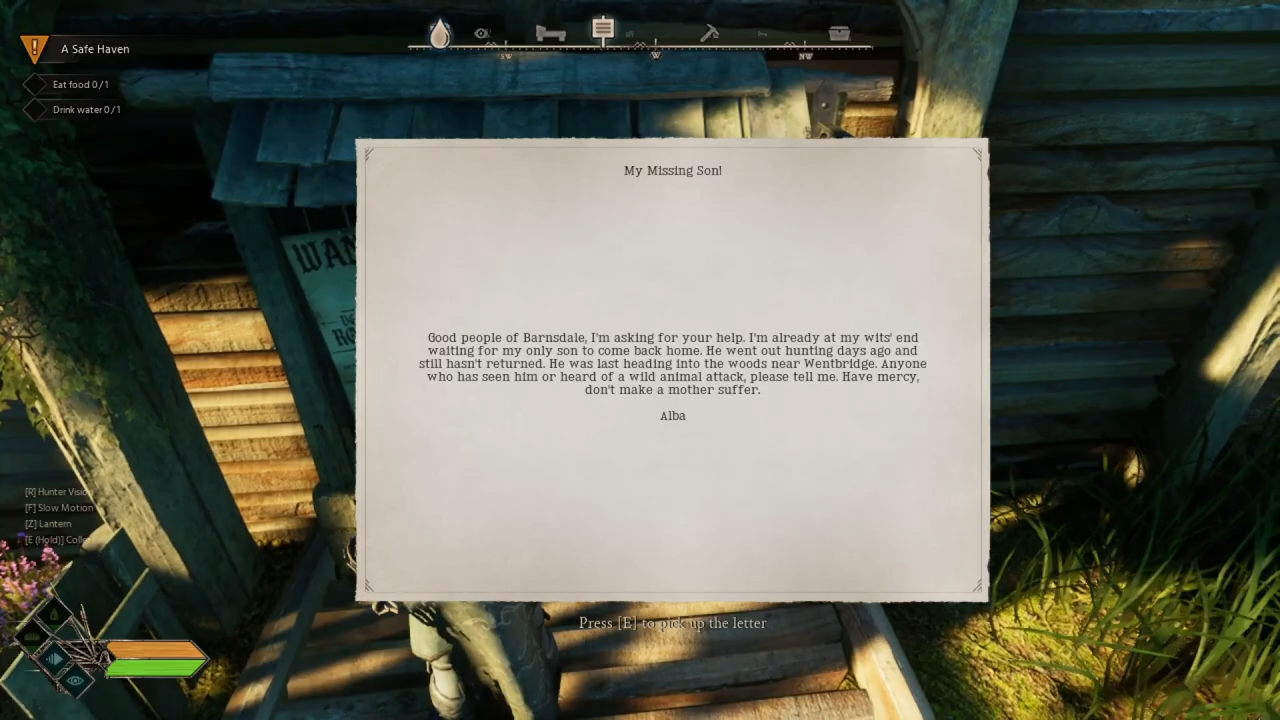 A Safe Haven
Eat food 0/1
Drink water 0/1
SW
W
NW
My Missing Son!
Good people of Barnsdale, I'm asking for your help. I'm already at my wits' end
waiting for my only son to come back home. He went out hunting days ago and
still hasn't returned. He was last heading into the woods near Wentbridge. Anyone
who has seen him or heard of a wild animal attack, please tell me. Have mercy,
don't make a mother suffer.
Alba
[R] Hunter Vision
[F] Slow Motion
[Z] Lantern
[E (Hold)]
Press [E] to pick up the letter